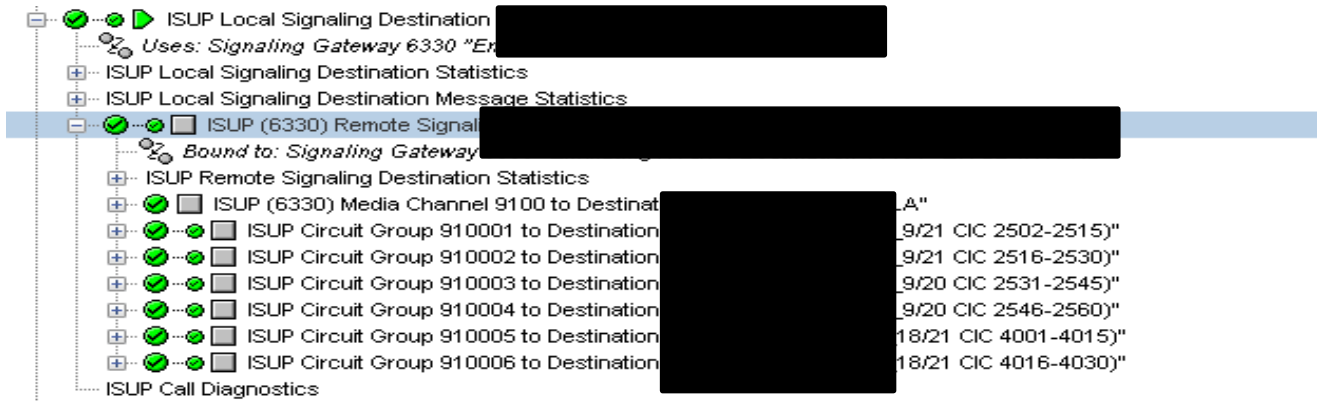 ISUP Local Signaling Destination
Uses: Signaling Gateway 6330 "En
ISUP Local Signaling Destination Statistics
ISUP Local Signaling Destination Message Statistics
ISUP (6330) Remote Signali
Bound to: Signaling Gateway
ISUP Remote Signaling Destination Statistics
ISUP (6330) Media Channel 9100 to Destinat _A"
ISUP Circuit Group 910001 to Destination _9/21 CIC 2502-2515)"
ISUP Circuit Group 910002 to Destination _9/21 CIC 2516-2530)"
ISUP Circuit Group 910003 to Destination _9/20 CIC 2531-2545)"
ISUP Circuit Group 910004 to Destination _9/20 CIC 2546-2560)"
ISUP Circuit Group 910005 to Destination 18/21 CIC 4001-4015)"
ISUP Circuit Group 910006 to Destination 18/21 CIC 4016-4030)"
ISUP Call Diagnostics